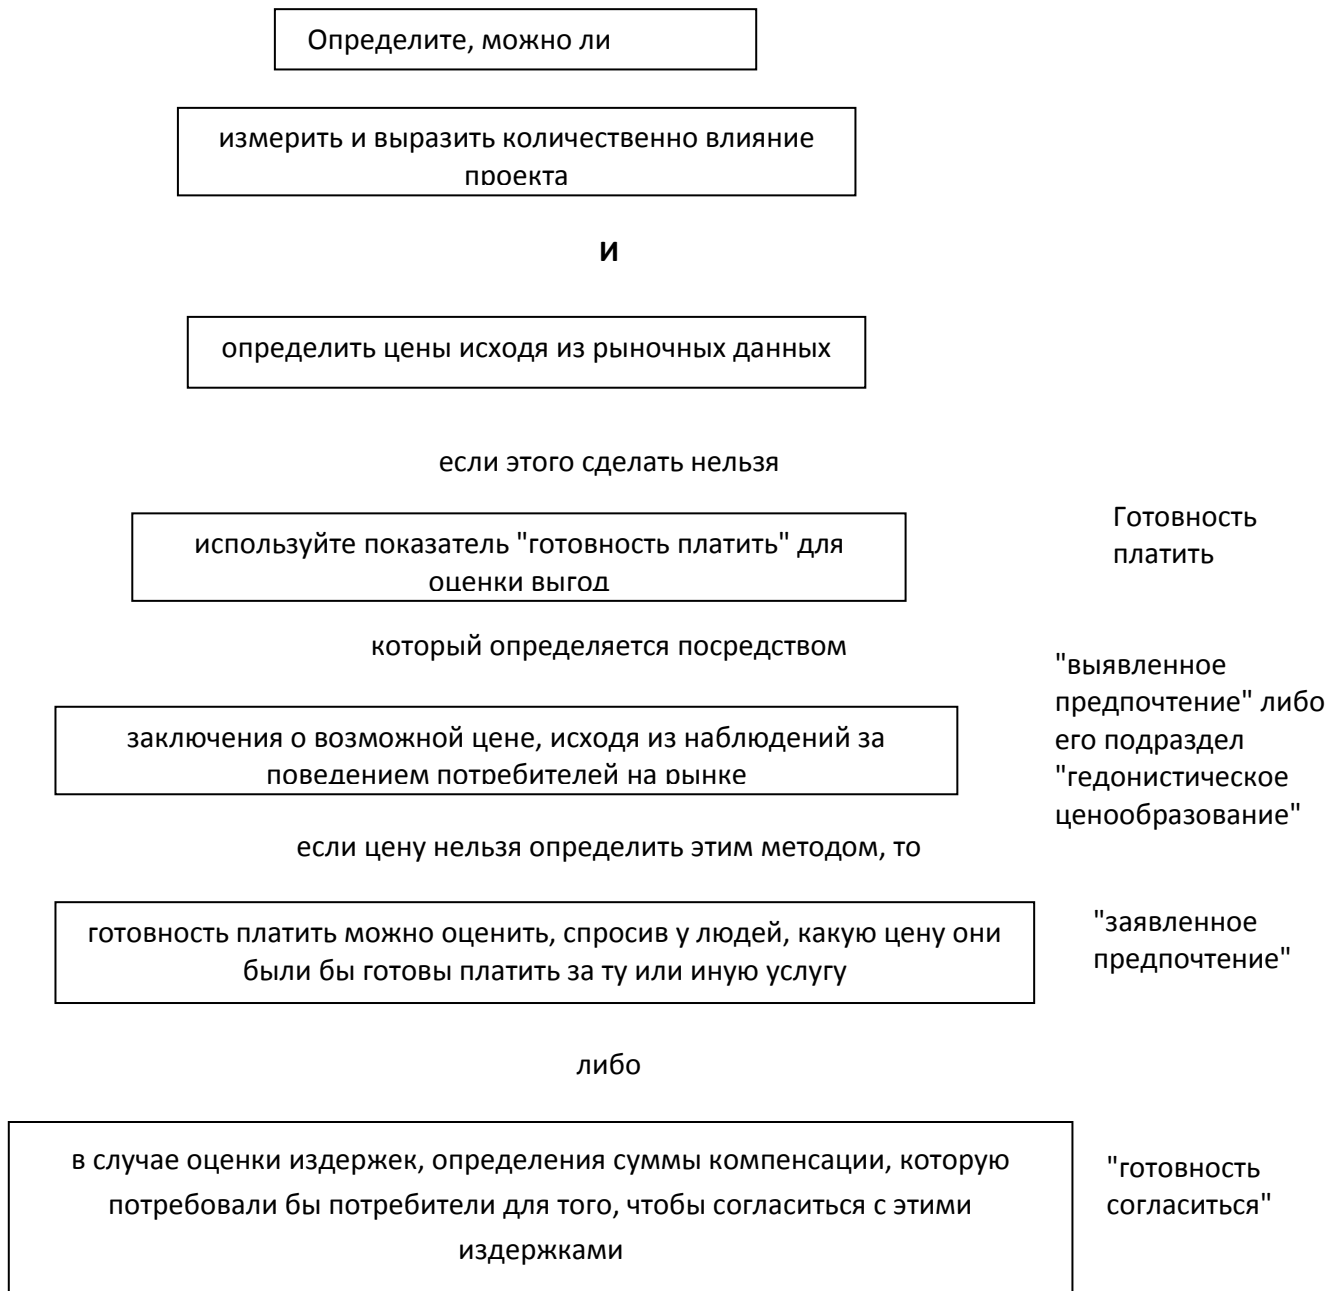 Определите, можно ли
измерить и выразить количественно влияние
проекта
и
определить цены исходя из рыночных данных
если этого сделать нельзя
Готовность
платить
используйте показатель "готовность платить" для
оценки выгод
который определяется посредством
"выявленное
предпочтение" либо
его подраздел
"гедонистическое
ценообразование"
заключения о возможной цене, исходя из наблюдений за
поведением потребителей на рынке
если цену нельзя определить этим методом, то
готовность платить можно оценить, спросив у людей, какую цену они
были бы готовы платить за ту или иную услугу
"заявленное
предпочтение"
либо
в случае оценки издержек, определения суммы компенсации, которую
потребовали бы потребители для того, чтобы согласиться с этими
издержками
"готовность
согласиться"